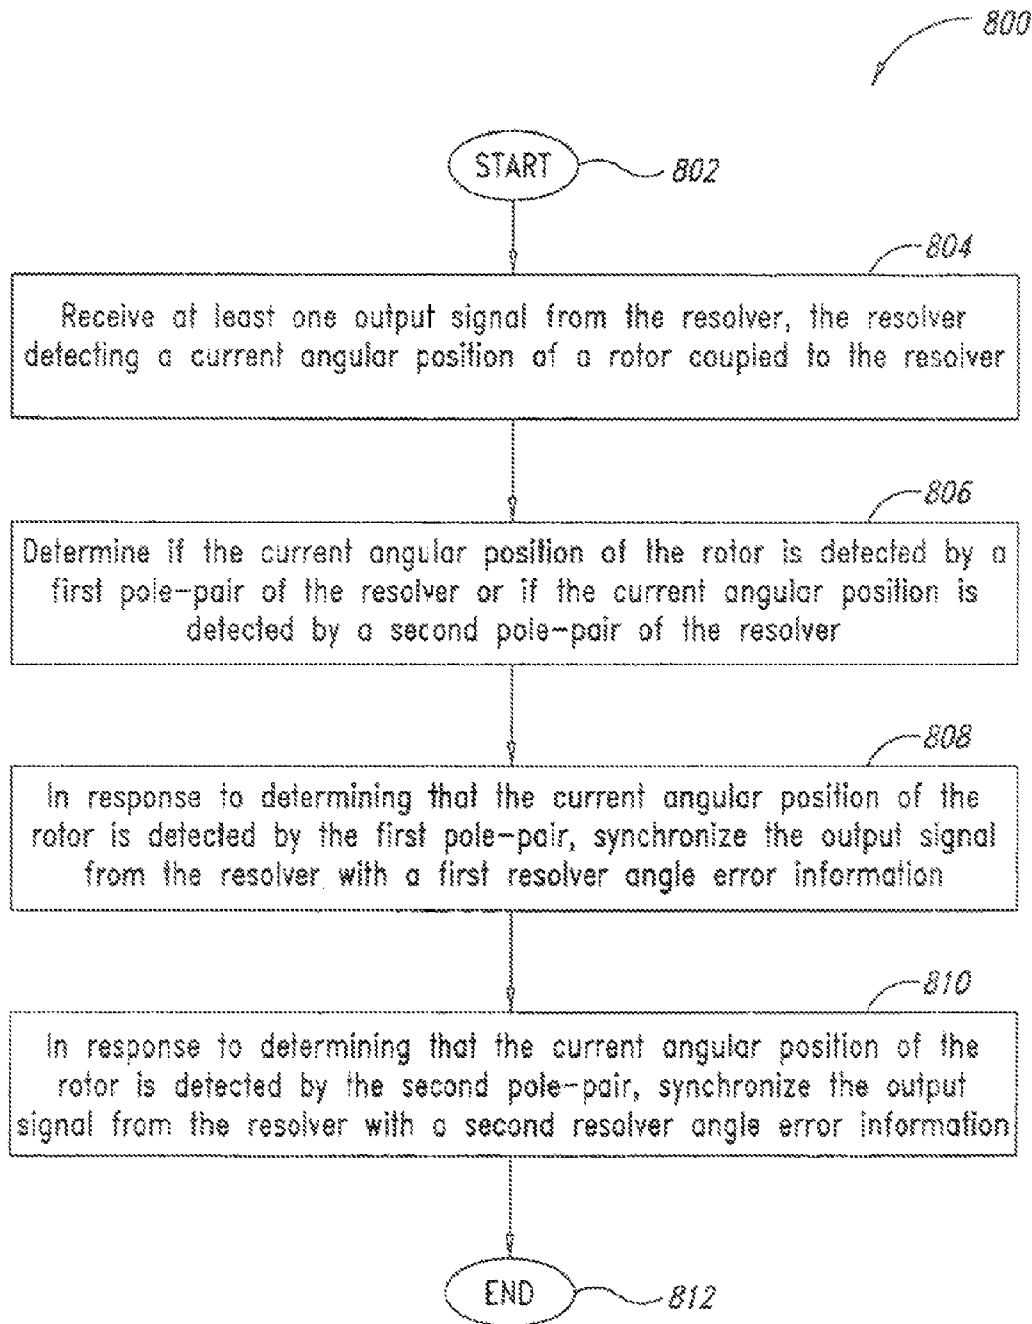 800
START
802
804
Receive at least one output signal from the resolver, the resolver
detecting a current angular position of a rotor coupled to the resolver
806
Determine if the current angular position of the rotor is detected by a
first pole-pair of the resolver or if the current angular position is
detected by a second pole-pair of the resolver
808
In response to determining that the current angular position of the
rotor is detected by the first pole-pair, synchronize the output signal
from the resolver with a first resolver angle error information
810
In response to determining that the current angular position of the
rotor is detected by the second pole-pair, synchronize the output
signal from the resolver with a second resolver angle error information
END
812